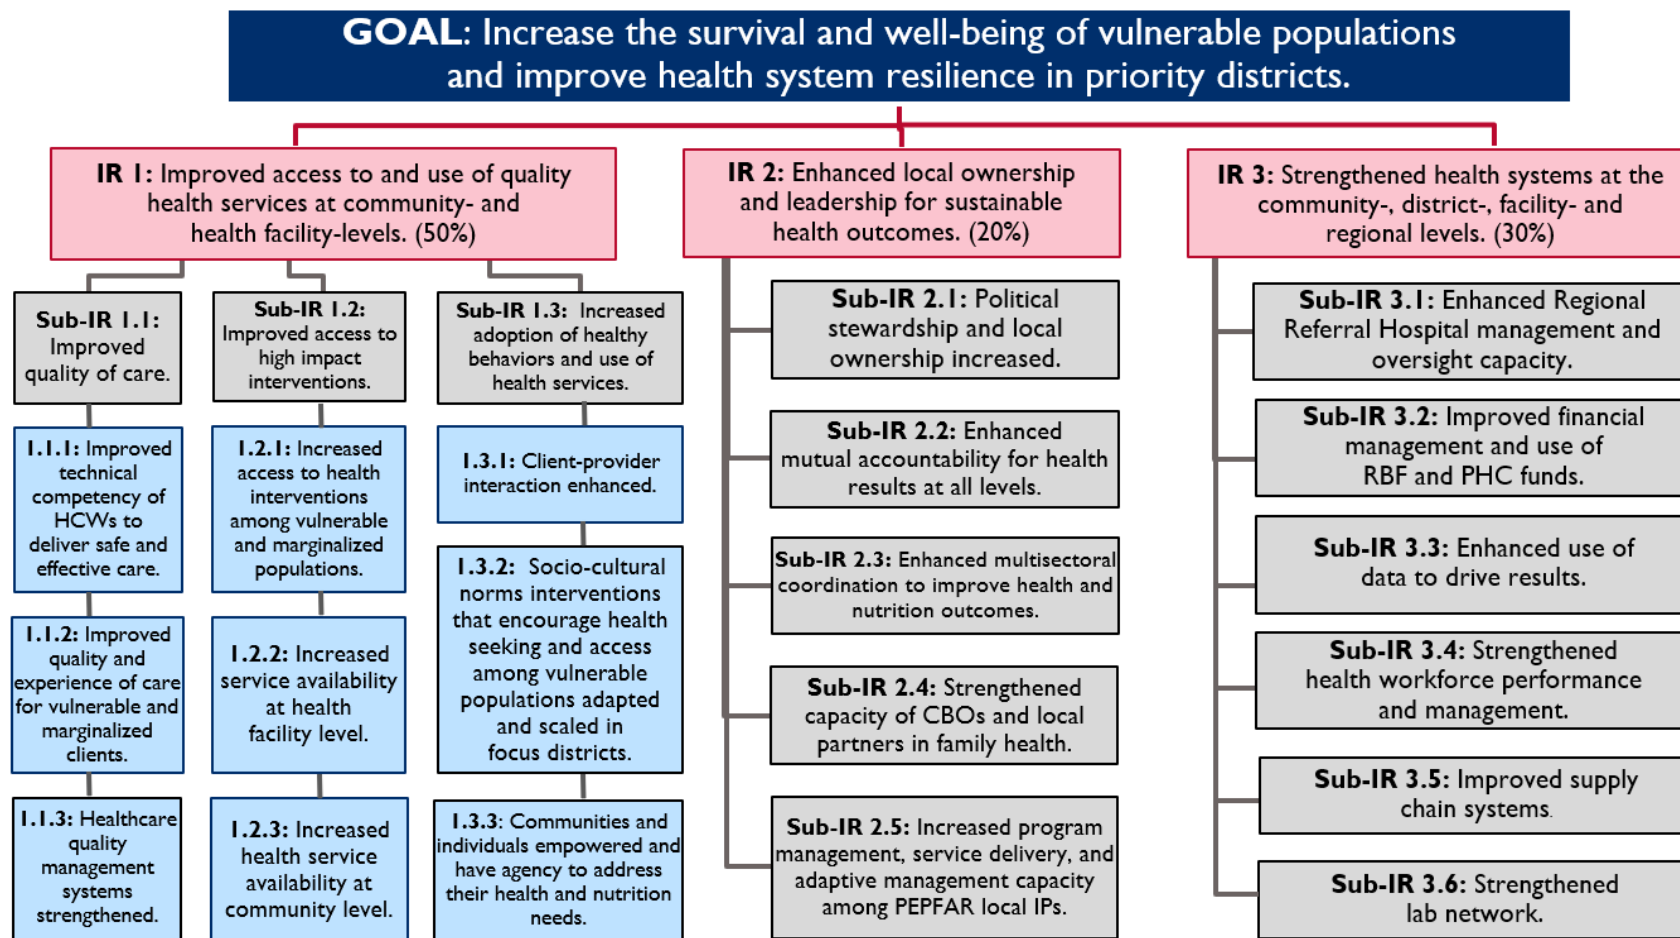 GOAL: Increase the survival and well-being of vulnerable populations
and improve health system resilience in priority districts.
IR 1: Improved access to and use of quality
health services at community- and
health facility-levels. (50%)
Sub-IR 1.1:
Improved
quality of care.
1.1.1: Improved
technical
competency of
HCWs to
deliver safe and
effective care.
1.1.2: Improved
quality and
experience of care
for vulnerable and
marginalized
clients.
1.1.3: Healthcare
quality
management
systems
strengthened.
Sub-IR 1.2:
Improved access to
high impact
interventions.
1.2.1: Increased
access to health
interventions
among vulnerable
and marginalized
populations.
1.2.2: Increased
service availability
at health
facility level.
1.2.3: Increased
health service
availability at
community level.
Sub-IR 1.3: Increased
adoption of healthy
behaviors and use of
health services.
1.3.1: Client-provider
interaction enhanced.
1.3.2: Socio-cultural
norms interventions
that encourage health
seeking and access
among vulnerable
populations adapted
and scaled in
focus districts.
1.3.3: Communities and
individuals empowered and
have agency to address
their health and nutrition
needs.
IR 2: Enhanced local ownership
and leadership for sustainable
health outcomes. (20%)
Sub-IR 2.1: Political
stewardship and local
ownership increased.
Sub-IR 2.2: Enhanced
mutual accountability for health
results at all levels.
Sub-IR 2.3: Enhanced multisectoral
coordination to improve health and
nutrition outcomes.
Sub-IR 2.4: Strengthened
capacity of CBOs and local
partners in family health.
Sub-IR 2.5: Increased program
management, service delivery, and
adaptive management capacity
among PEPFAR local IPs.
IR 3: Strengthened health systems at the
community-, district-, facility- and
regional levels. (30%)
Sub-IR 3.1: Enhanced Regional
Referral Hospital management and
oversight capacity.
Sub-IR 3.2: Improved financial
management and use of
RBF and PHC funds.
Sub-IR 3.3: Enhanced use of
data to drive results.
Sub-IR 3.4: Strengthened
health workforce performance
and management.
Sub-IR 3.5: Improved supply
chain systems.
Sub-IR 3.6: Strengthened
lab network.